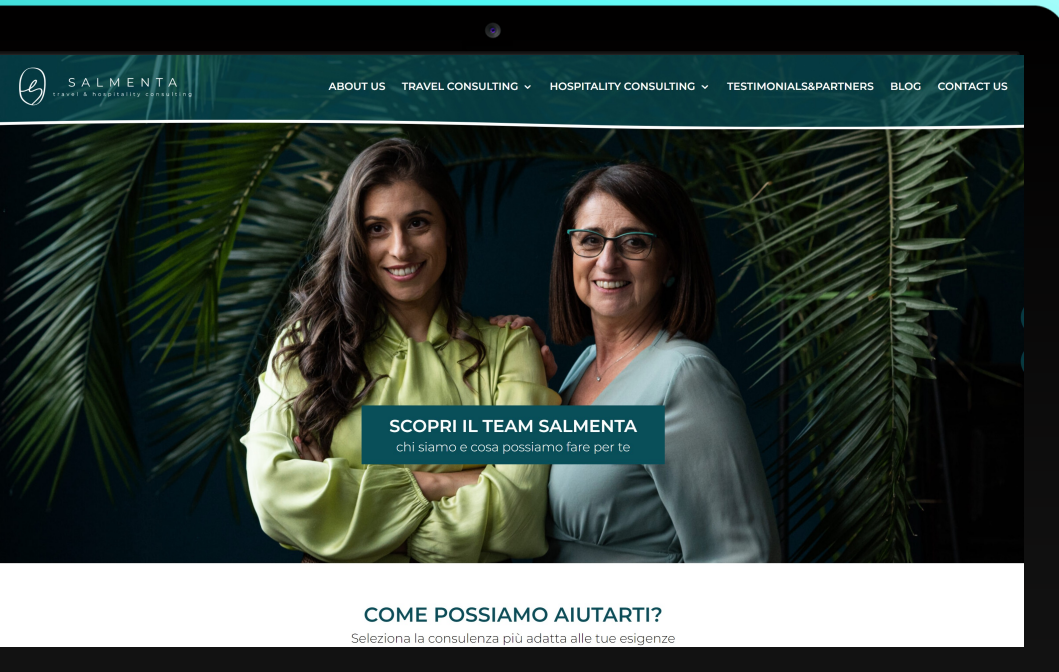 SALMENTA
travel & hospitality consulting
ABOUT US TRAVEL CONSULTING HOSPITALITY CONSULTING TESTIMONIALS&PARTNERS BLOG CONTACT US
SCOPRI IL TEAM SALMENTA
chi siamo e cosa possiamo fare per te
COME POSSIAMO AIUTARTI?
Seleziona la consulenza più adatta alle tue esigenze